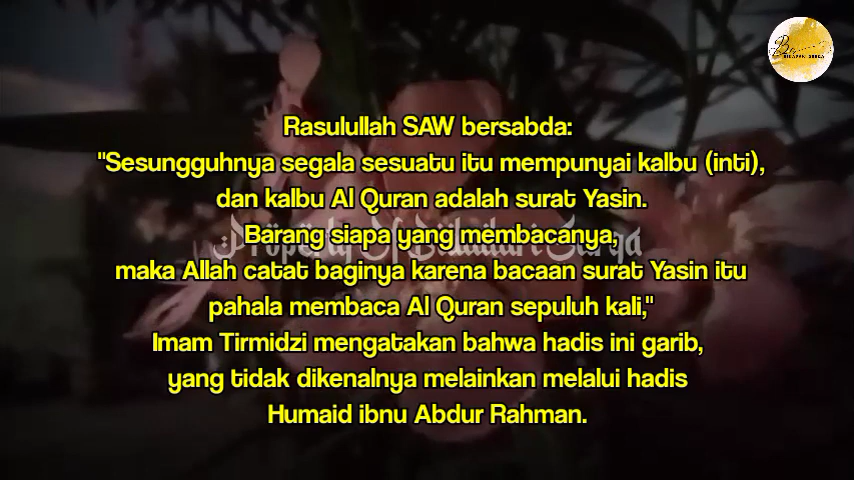 Rasulullah SAW bersabda:
"Sesungguhnya segala sesuatu itu mempunyai kalbu (inti),
dan kalbu Al Quran adalah surat Yasin.
Barang siapa yang membacanya,
maka Allah catat baginya karena bacaan surat Yasin itu
pahala membaca Al Quran sepuluh kali,"
Imam Tirmidzi mengatakan bahwa hadis ini garib,
yang tidak dikenalnya melainkan melalui hadis
Humaid ibnu Abdur Rahman.
Property Of